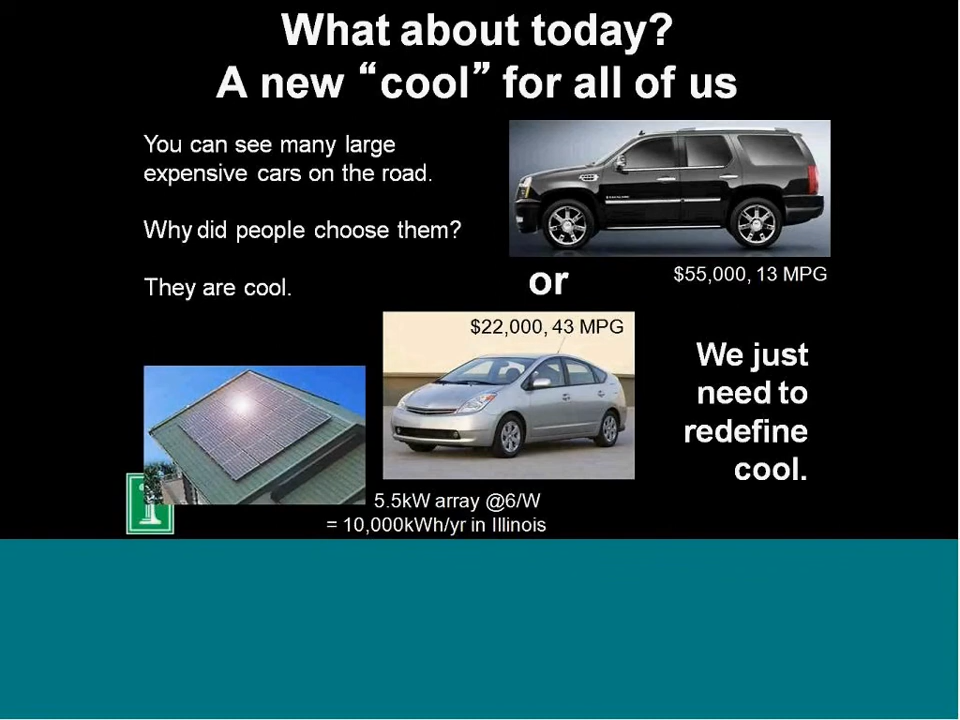 What about today?
A new “cool” for all of us
You can see many large
expensive cars on the road.
Why did people choose them?
They are cool.
$55,000, 13 MPG
or
$22,000, 43 MPG
We just
need to
redefine
cool.
5.5kW array @6/W
= 10,000kWh/yr in Illinois